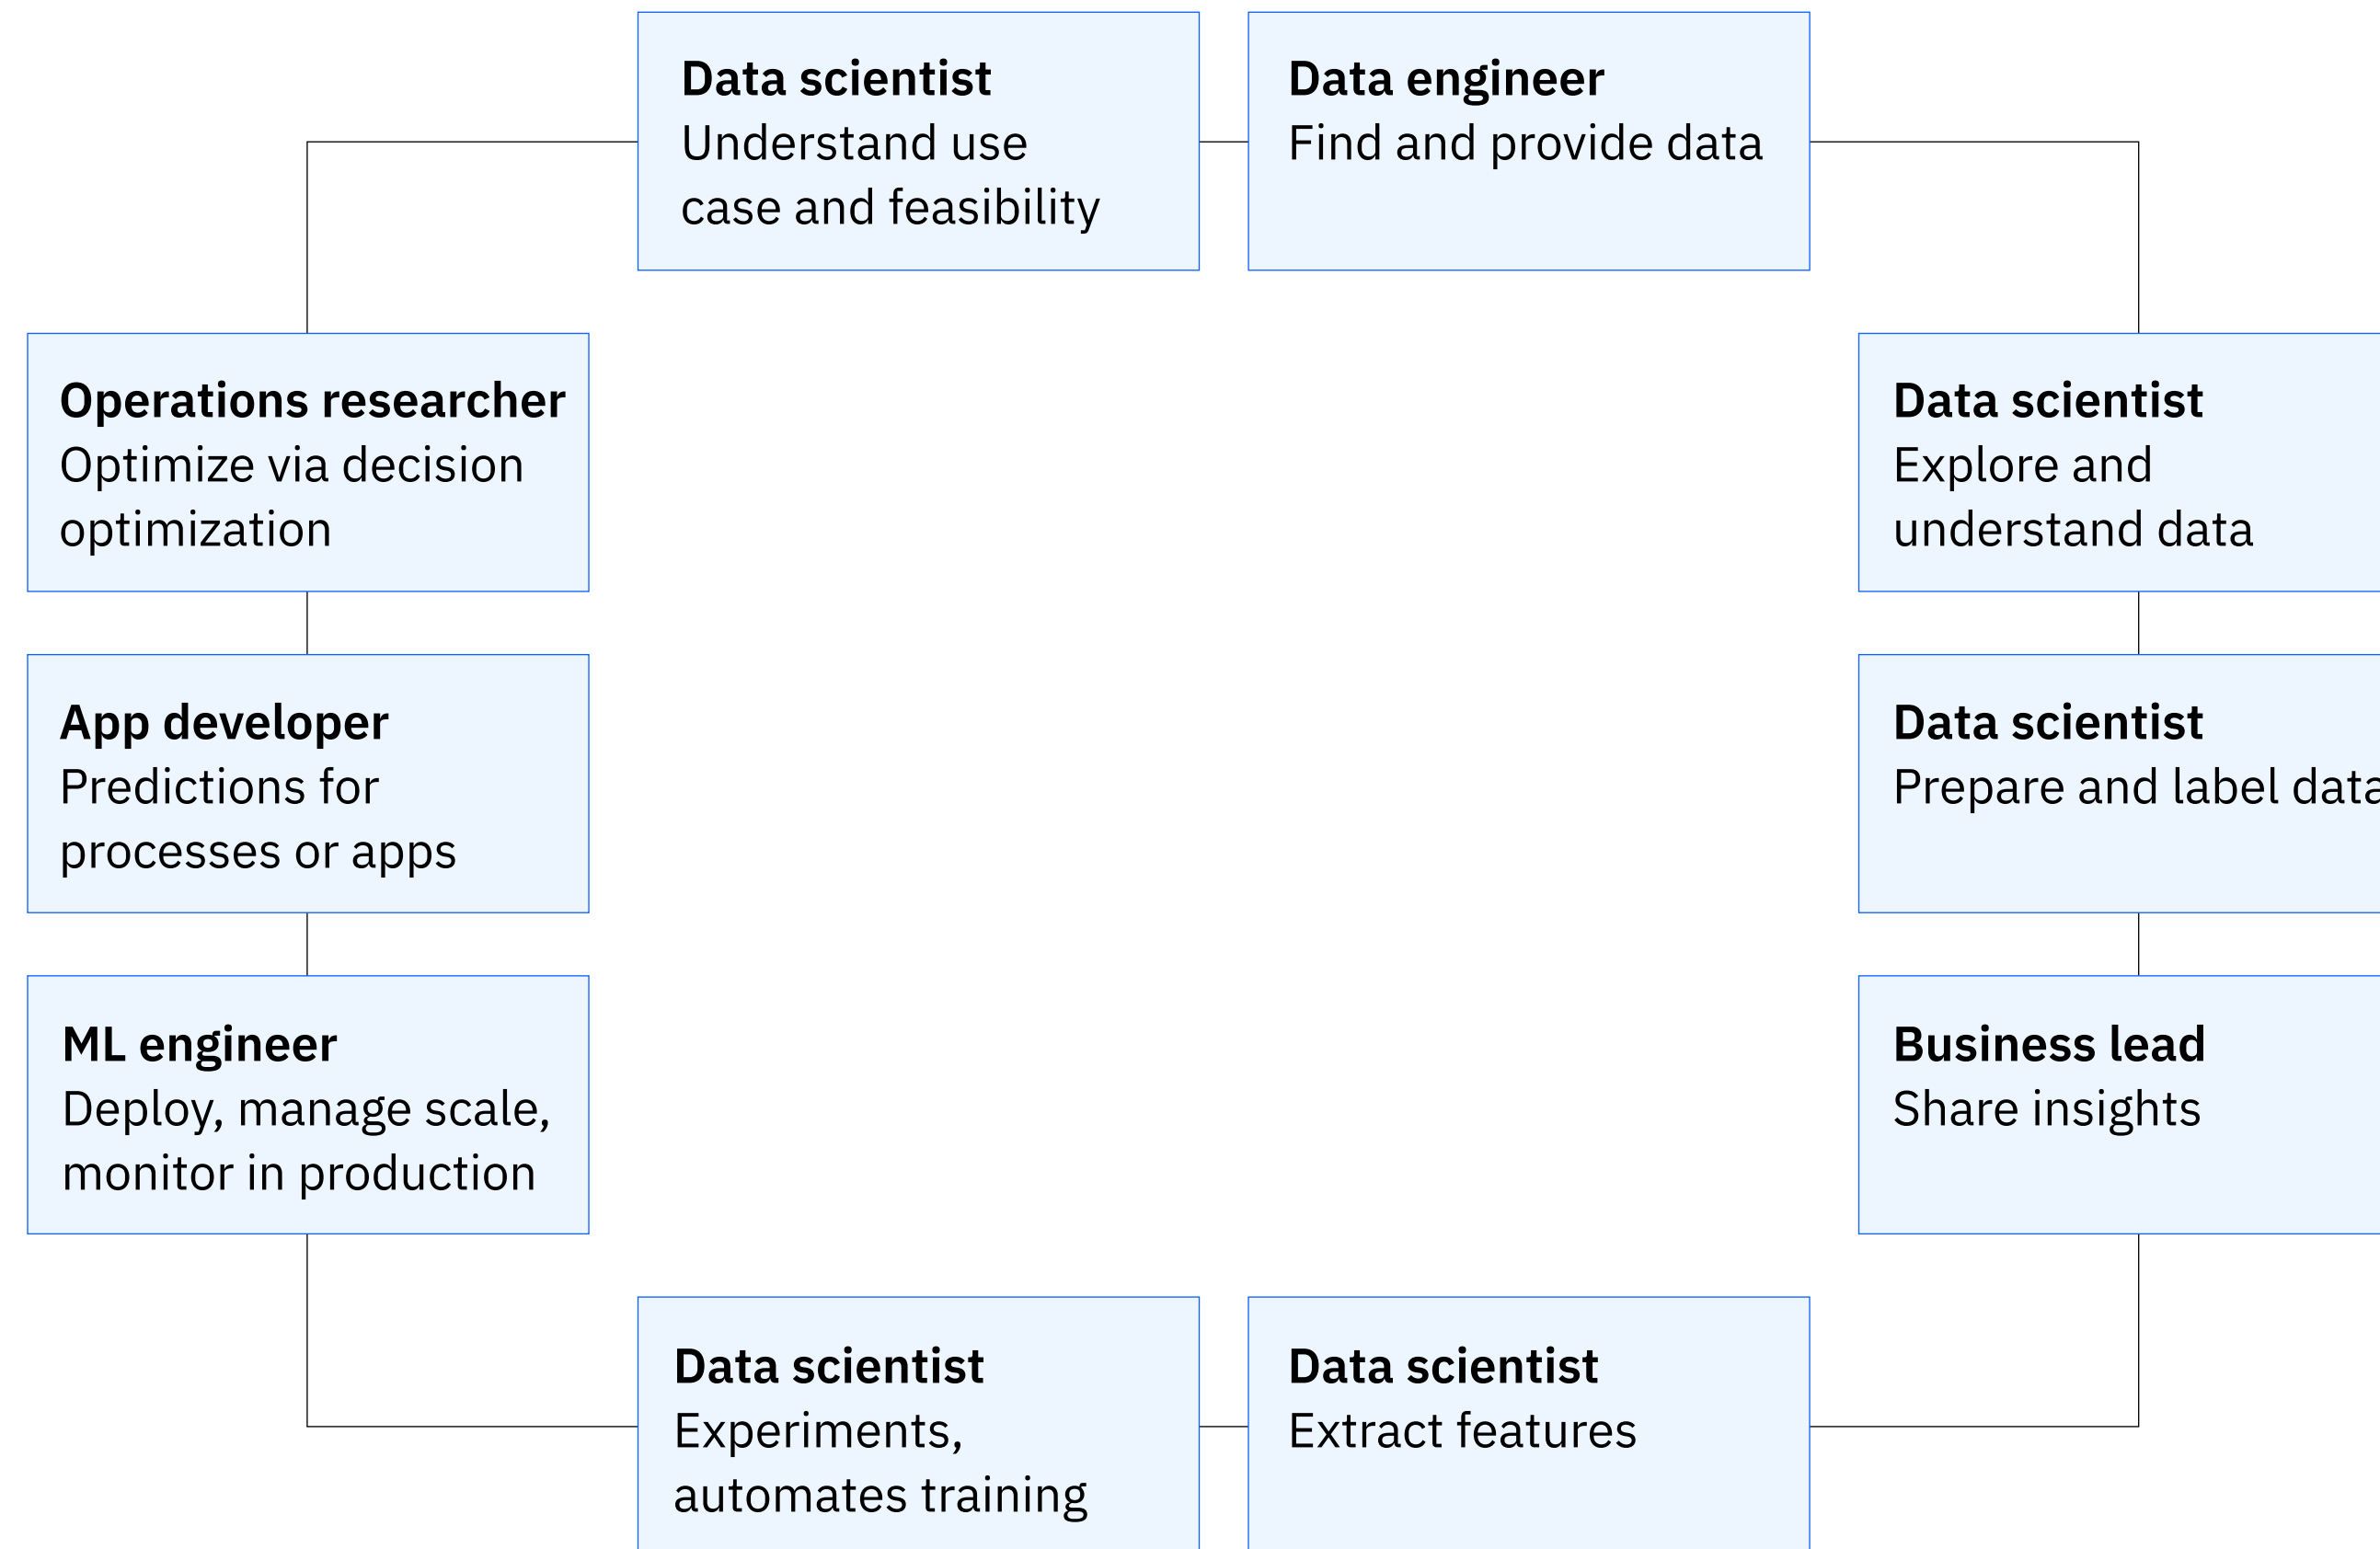 Data scientist
Understand use
case and feasibility
Data engineer
Find and provide data
Operations researcher
Optimize via decision
optimization
Data scientist
Explore and
understand data
App developer
Predictions for
processes or apps
Data scientist
Prepare and label data
ML engineer
Deploy, manage scale,
monitor in production
Business lead
Share insights
Data scientist
Experiments,
automates training
Data scientist
Extract features